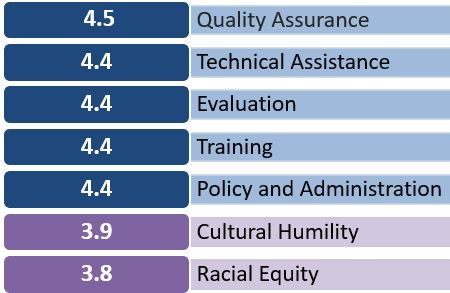 4.5 Quality Assurance
4.4 Technical Assistance
4.4 Evaluation
4.4 Training
4.4 Policy and Administration
3.9 Cultural Humility
3.8 Racial Equity